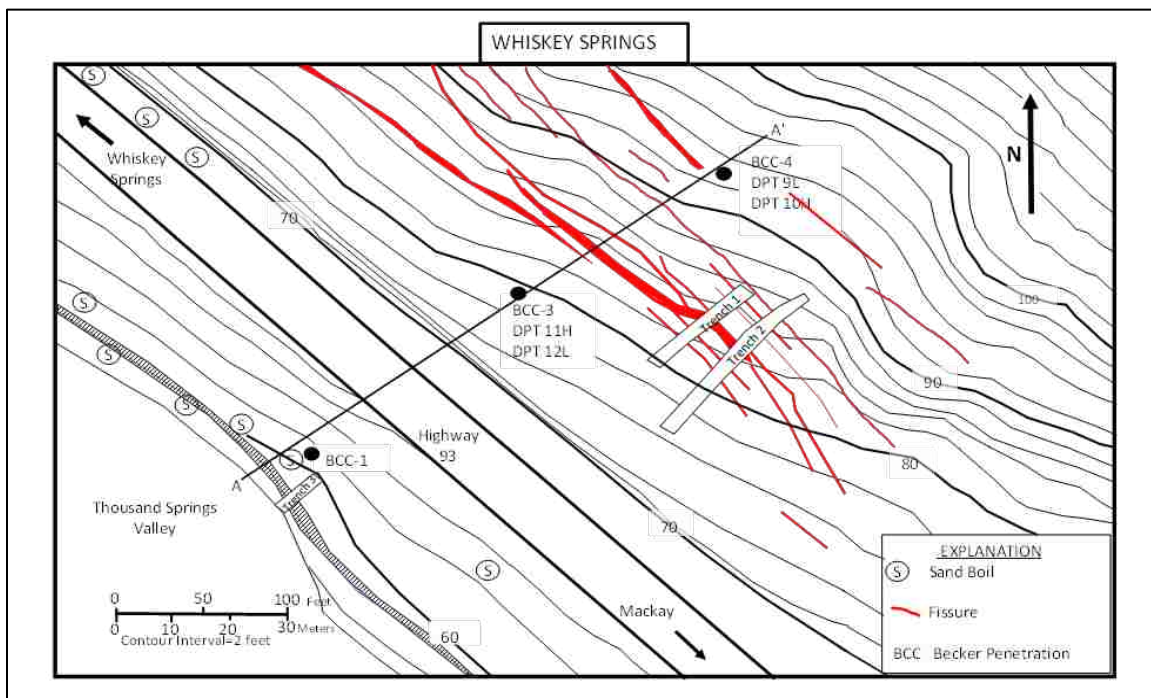 WHISKEY SPRINGS
S
S
S
Whiskey
Springs
70
A'
BCC-4
DPT 9L
DPT 10H
N
S
BCC-3
DPT 11H
DPT 12L
Trench 1
Trench 2
100
S
S
S
90
Highway
93
S
BCC-1
A
Trench 3
80
Thousand Springs
Valley
70
S
EXPLANATION
S Sand Boil
Fissure
BCC Becker Penetration
0 50 100 Feet
0 10 20 30 Meters
Contour Interval=2 feet
60
Mackay